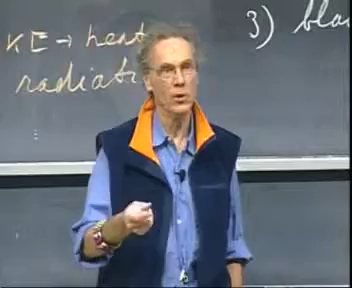 KE → heat
radiati
⋮
3) bla